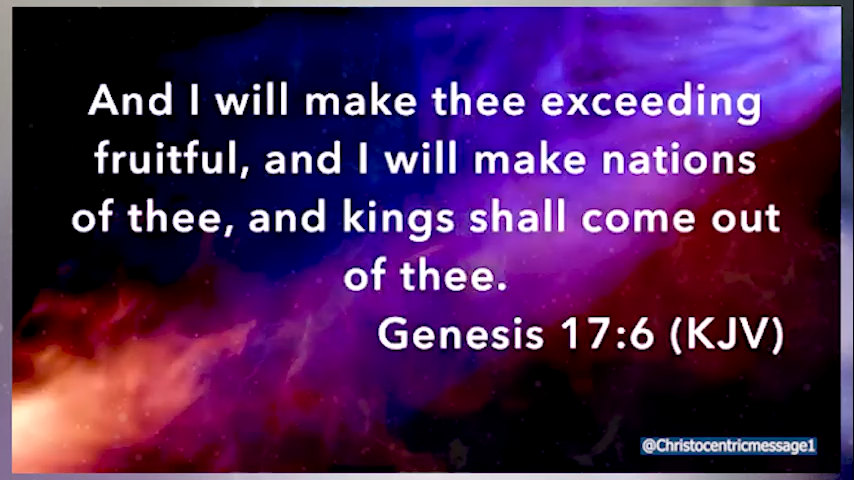 And I will make thee exceeding
fruitful, and I will make nations
of thee, and kings shall come out
of thee.
Genesis 17:6 (KJV)
@Christocentricmessage1